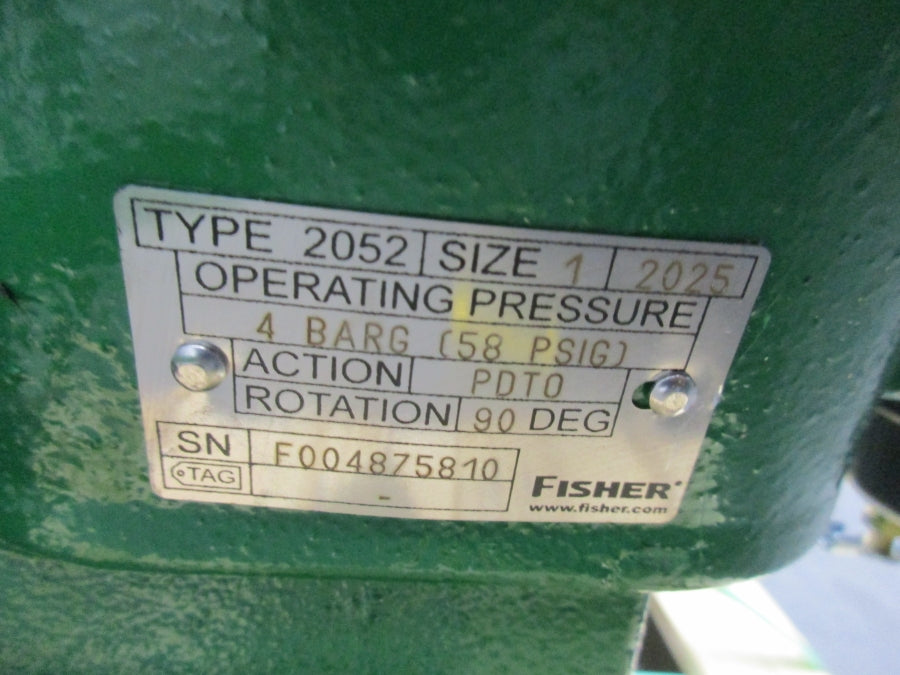 TYPE 2052 SIZE 1 2025
OPERATING PRESSURE
4 BARG (58 PSIG)
ACTION PDTO
ROTATION 90 DEG
SN F004875810
TAG -
FISHER
www.fisher.com